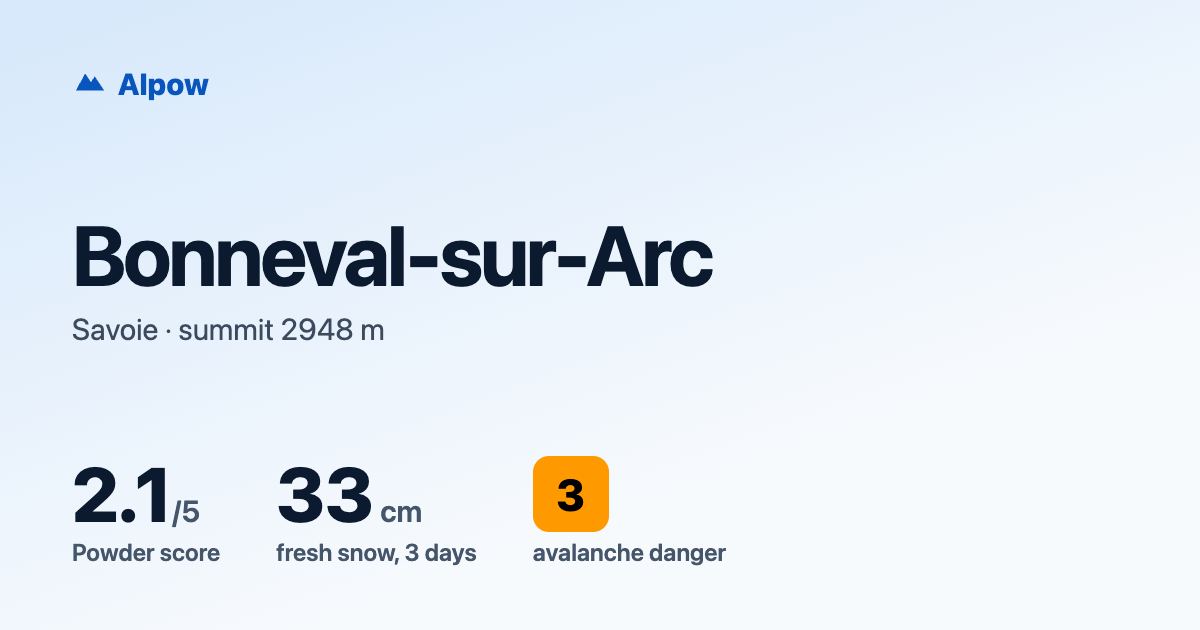 Alpow
Bonneval-sur-Arc
Savoie · summit 2948 m
2.1/5
Powder score
33 cm
fresh snow, 3 days
3
avalanche danger